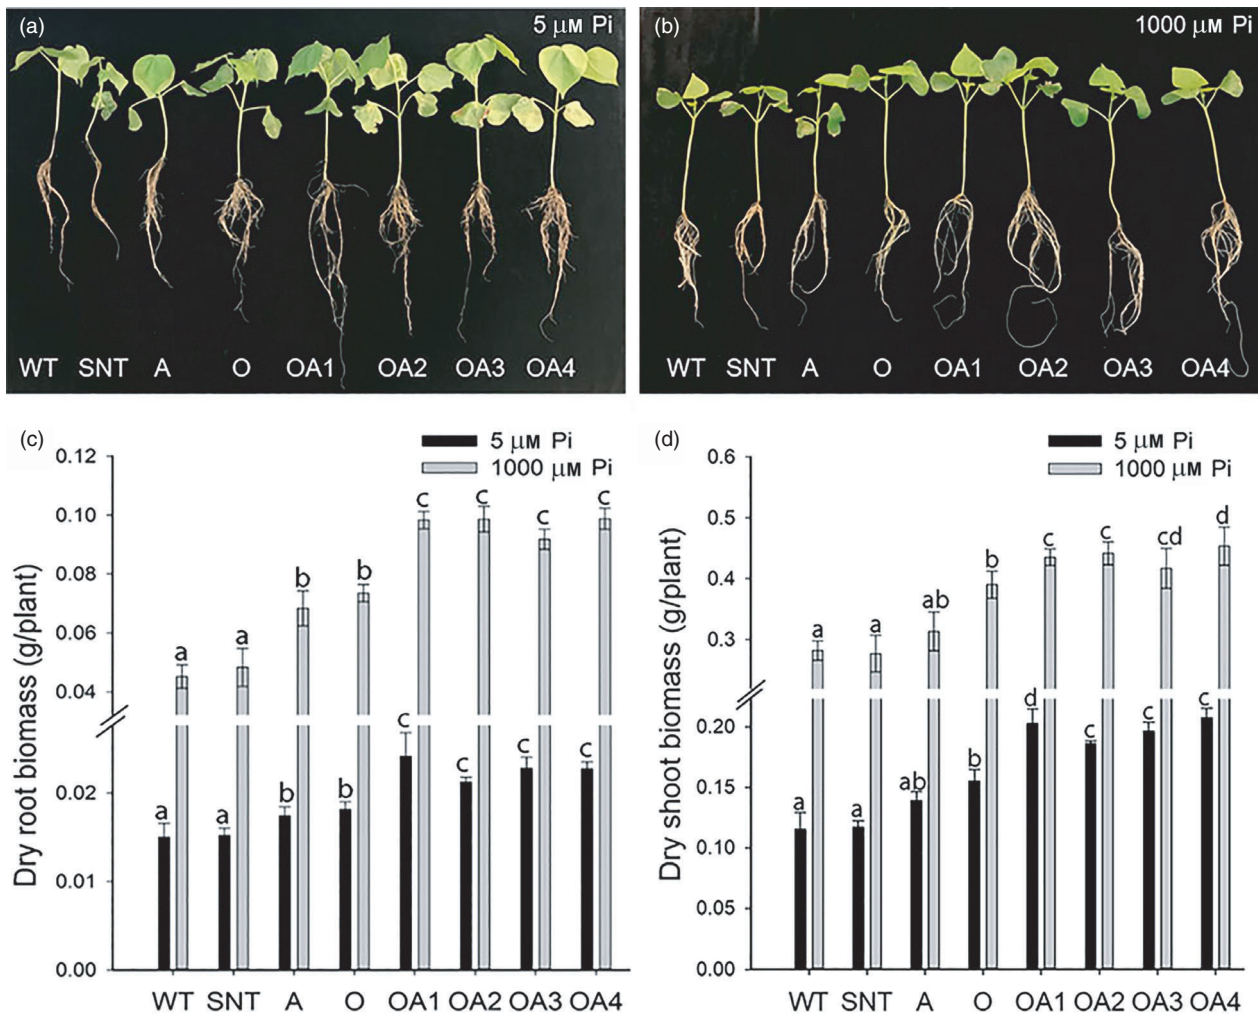 (a)
5 μM Pi
WT SNT A O OA1 OA2 OA3 OA4
(b)
1000 μM Pi
WT SNT A O OA1 OA2 OA3 OA4
(c)
5 μM Pi
1000 μM Pi
Dry root biomass (g/plant)
0.12
0.10
0.08
0.06
0.04
0.02
0.01
0.00
a a b b c c c c
a a b b c c c c
WT SNT A O OA1 OA2 OA3 OA4
(d)
5 μM Pi
1000 μM Pi
Dry shoot biomass (g/plant)
0.6
0.5
0.4
0.3
0.20
0.15
0.10
0.05
0.00
a a ab b c c cd d
a a ab b d c c c
WT SNT A O OA1 OA2 OA3 OA4